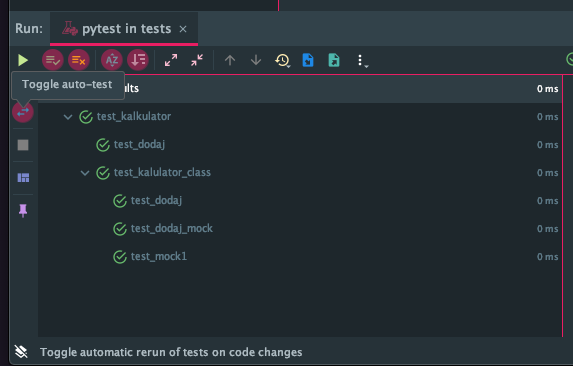 Run: pytest in tests
Toggle auto-test
ults 0 ms
test_kalkulator 0 ms
test_dodaj 0 ms
test_kalulator_class 0 ms
test_dodaj 0 ms
test_dodaj_mock 0 ms
test_mock1 0 ms
Toggle automatic rerun of tests on code changes